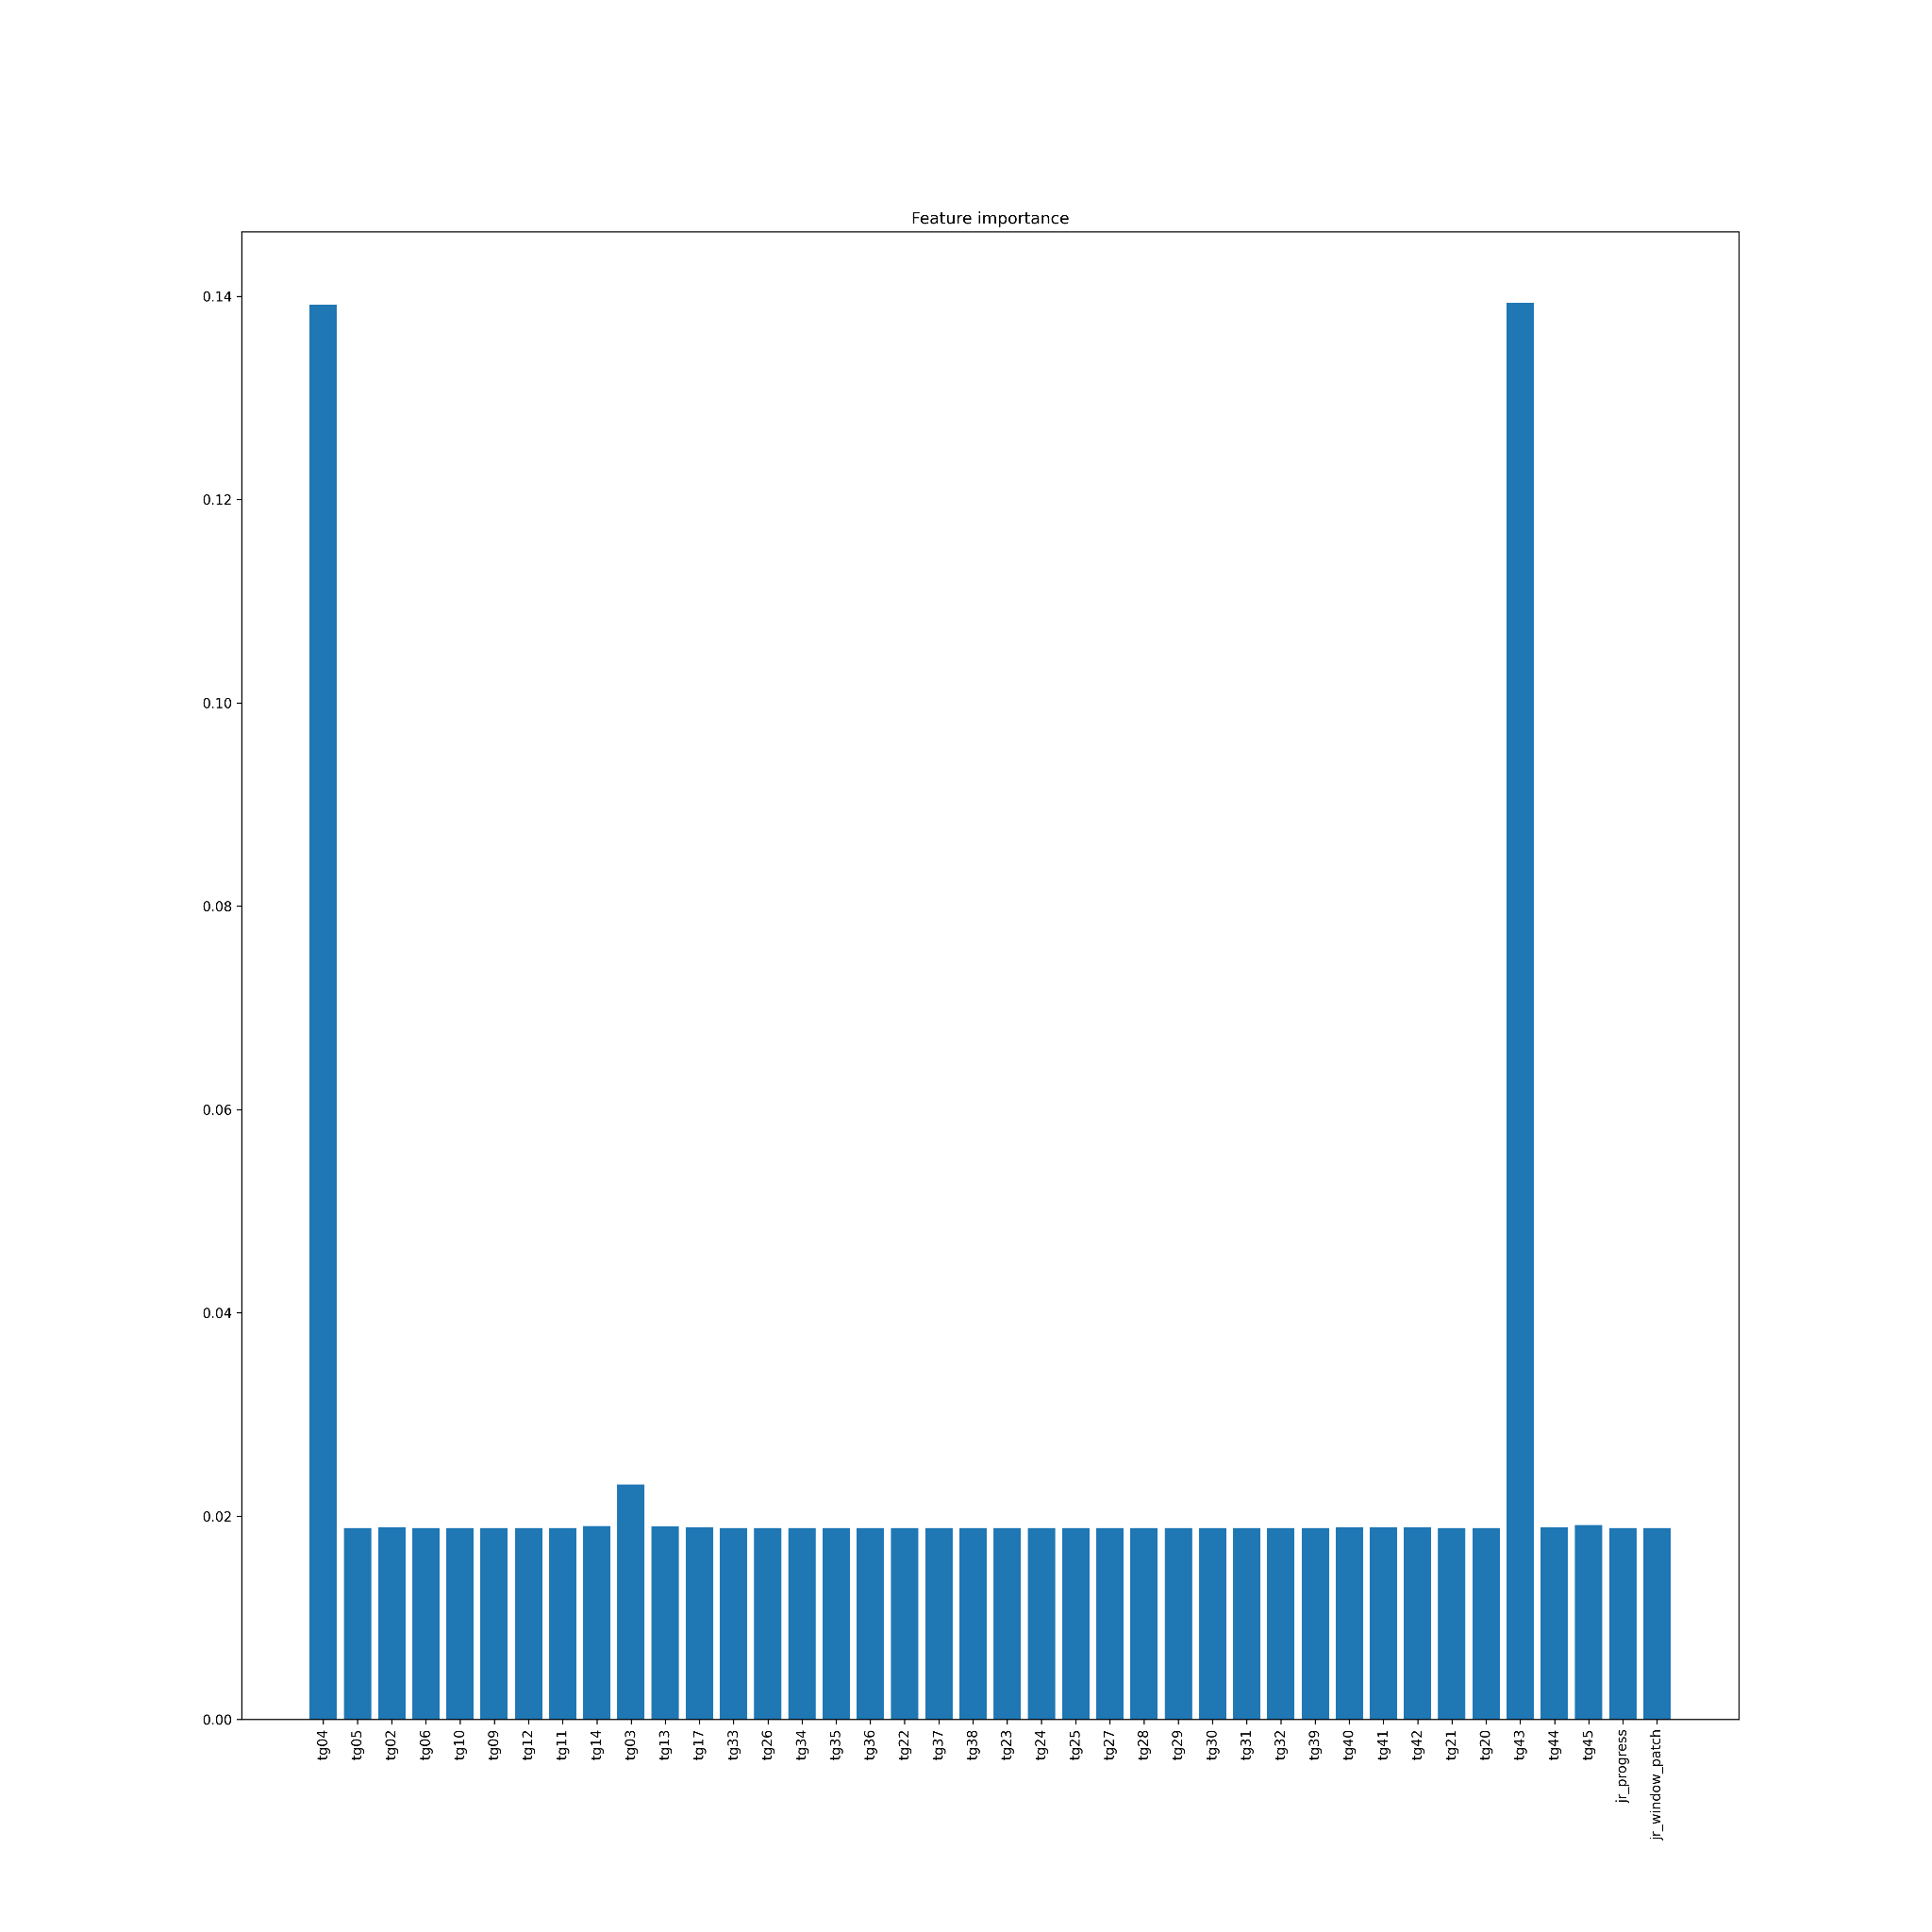 Feature importance
0.14
0.12
0.10
0.08
0.06
0.04
0.02
0.00
tg04
tg05
tg02
tg06
tg10
tg09
tg12
tg11
tg14
tg03
tg13
tg17
tg33
tg26
tg34
tg35
tg36
tg22
tg37
tg38
tg23
tg24
tg25
tg27
tg28
tg29
tg30
tg31
tg32
tg39
tg40
tg41
tg42
tg21
tg20
tg43
tg44
tg45
jr_progress
jr_window_patch